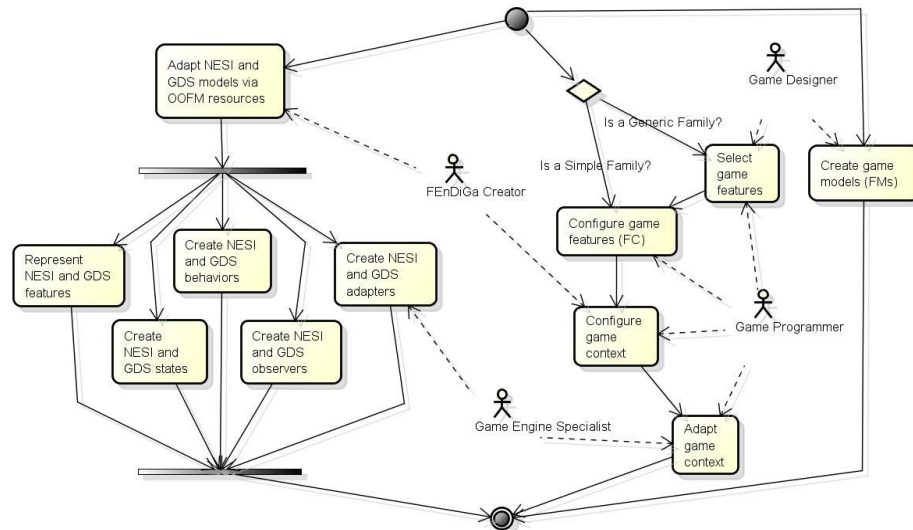 Adapt NESI and
GDS models via
OOFM resources
Game Designer
Is a Generic Family?
Is a Simple Family?
Select
game
features
Create game
models (FMs)
FEnDiGa Creator
Configure game
features (FC)
Represent
NESI and GDS
features
Create NESI
and GDS
behaviors
Create NESI
and GDS
adapters
Create
NESI and
GDS states
Create NESI
and GDS
observers
Configure
game
context
Game Programmer
Game Engine Specialist
Adapt
game
context